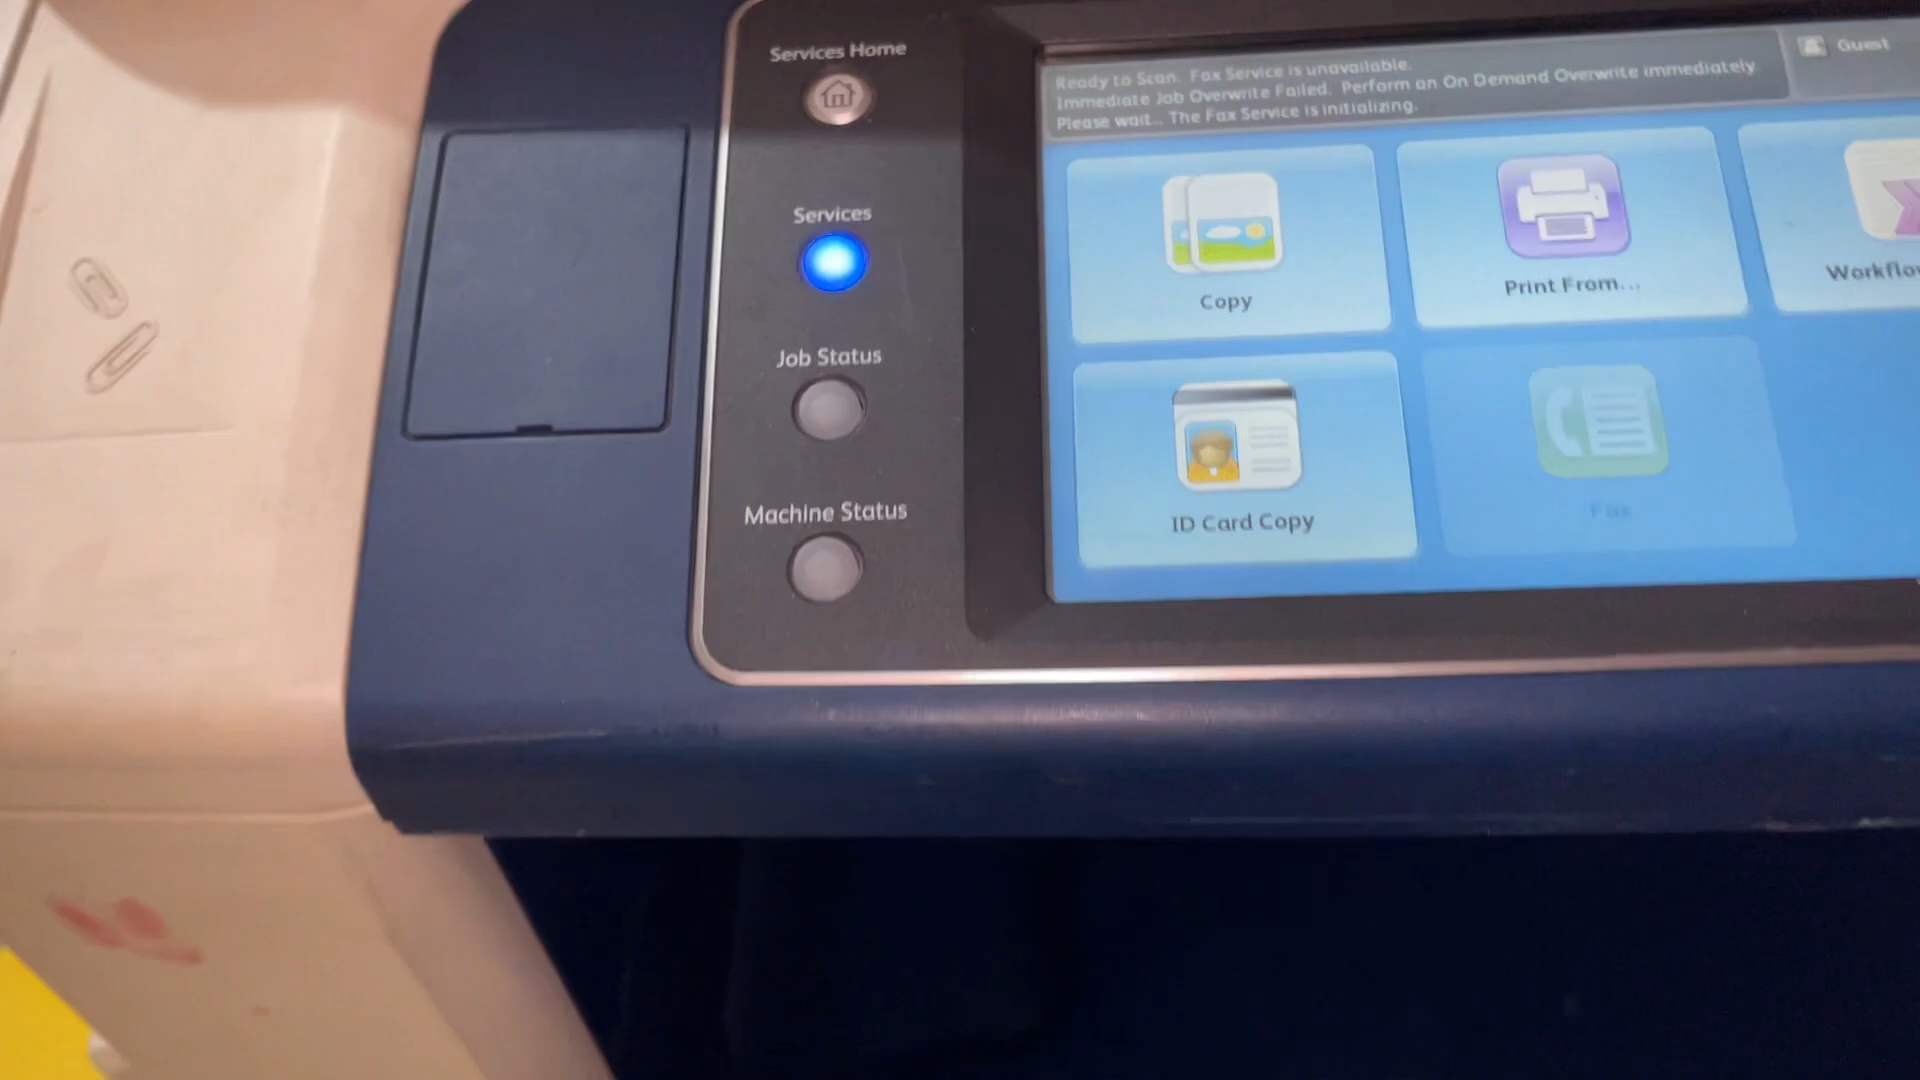 Services Home
Services
Job Status
Machine Status
Ready to Scan. Fax Service is unavailable.
Immediate Job Overwrite Failed. Perform an On Demand Overwrite immediately.
Please wait... The Fax Service is initializing.
Guest
Copy
Print From...
Workflow
ID Card Copy
Fax